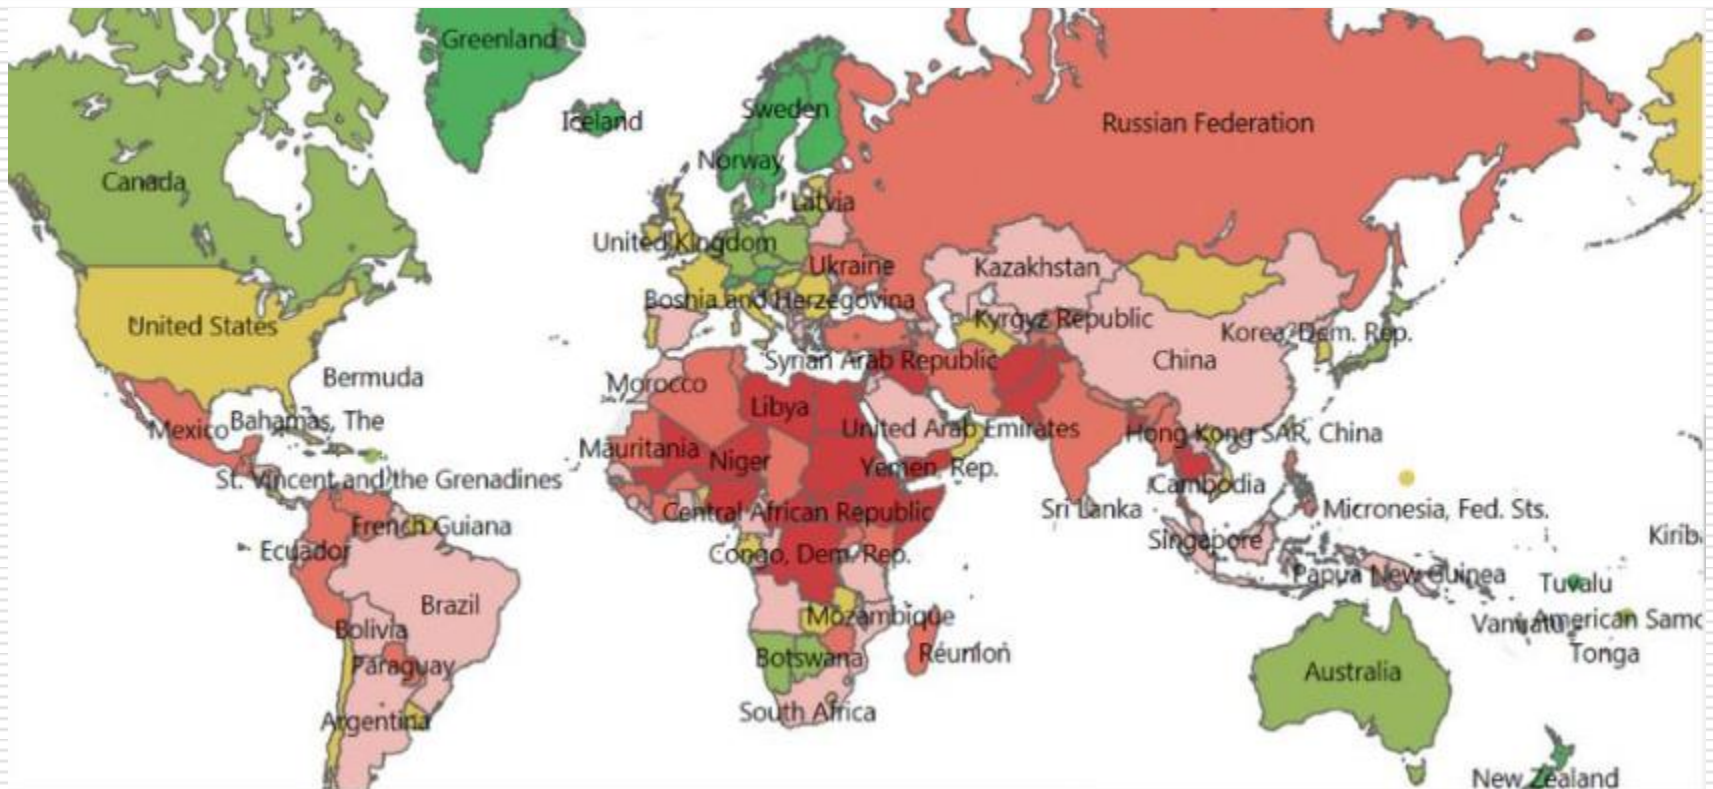 Greenland
Iceland
Sweden
Norway
Russian Federation
Canada
Latvia
United Kingdom
Ukraine
Kazakhstan
Boshia and Herzegovina
United States
Kyrgyz Republic
Korea, Dem. Rep.
China
Syrian Arab Republic
Bermuda
Morocco
Libya
Bahamas, The
Mexico
United Arab Emirates
Hong Kong SAR, China
Mauritania
Niger
Yemen, Rep.
St. Vincent and the Grenadines
Cambodia
Sri Lanka
Micronesia, Fed. Sts.
Central African Republic
French Guiana
Ecuador
Congo, Dem. Rep.
Singapore
Kirib
Papua New Guinea
Tuvalu
Brazil
Mozambique
Bolivia
Vanuatu
American Samo
Tonga
Paraguay
Botswana
Réunion
Australia
South Africa
Argentina
New Zealand